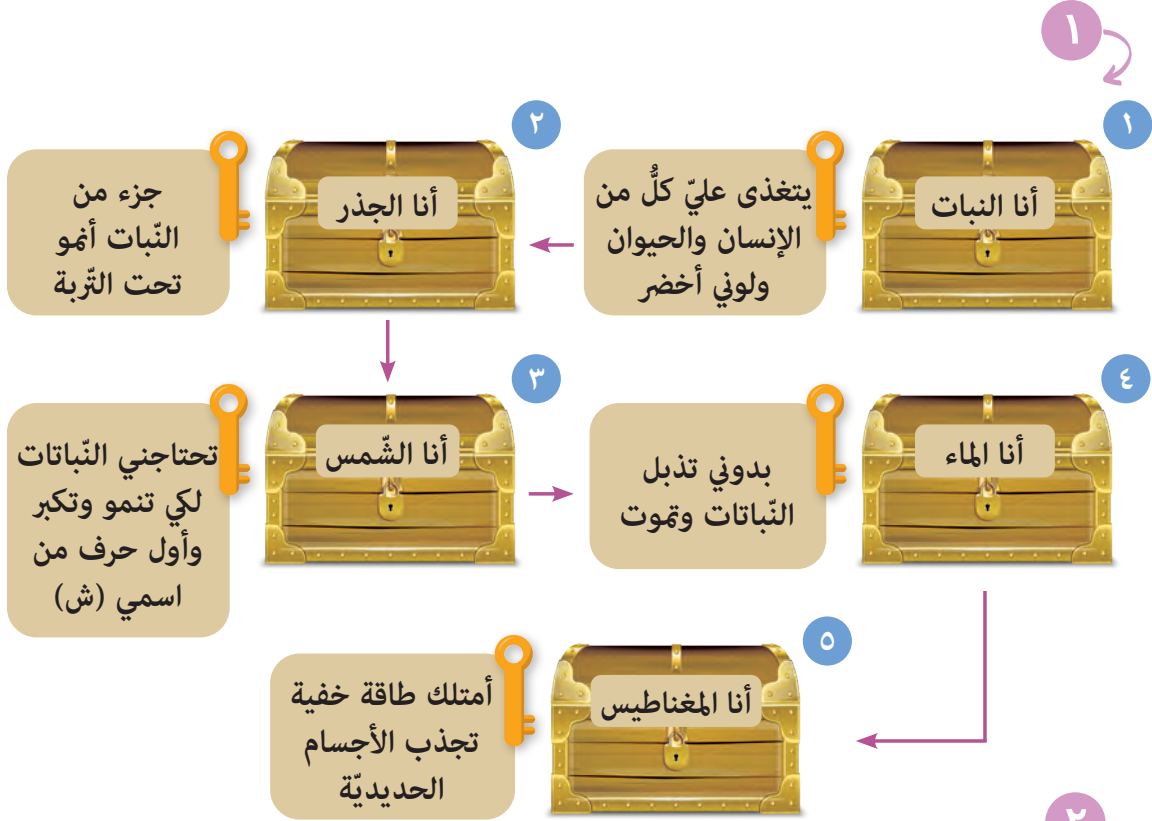 ١
١
أنا النبات
يتغذى عليّ كلٌّ من
الإنسان والحيوان
ولوني أخضر
٢
أنا الجذر
جزء من
النّبات أنمو
تحت التّربة
٣
أنا الشّمس
تحتاجني النّباتات
لكي تنمو وتكبر
وأول حرف من
اسمي (ش)
٤
أنا الماء
بدوني تذبل
النّباتات وتموت
٥
أنا المغناطيس
أمتلك طاقة خفية
تجذب الأجسام
الحديديّة
٢